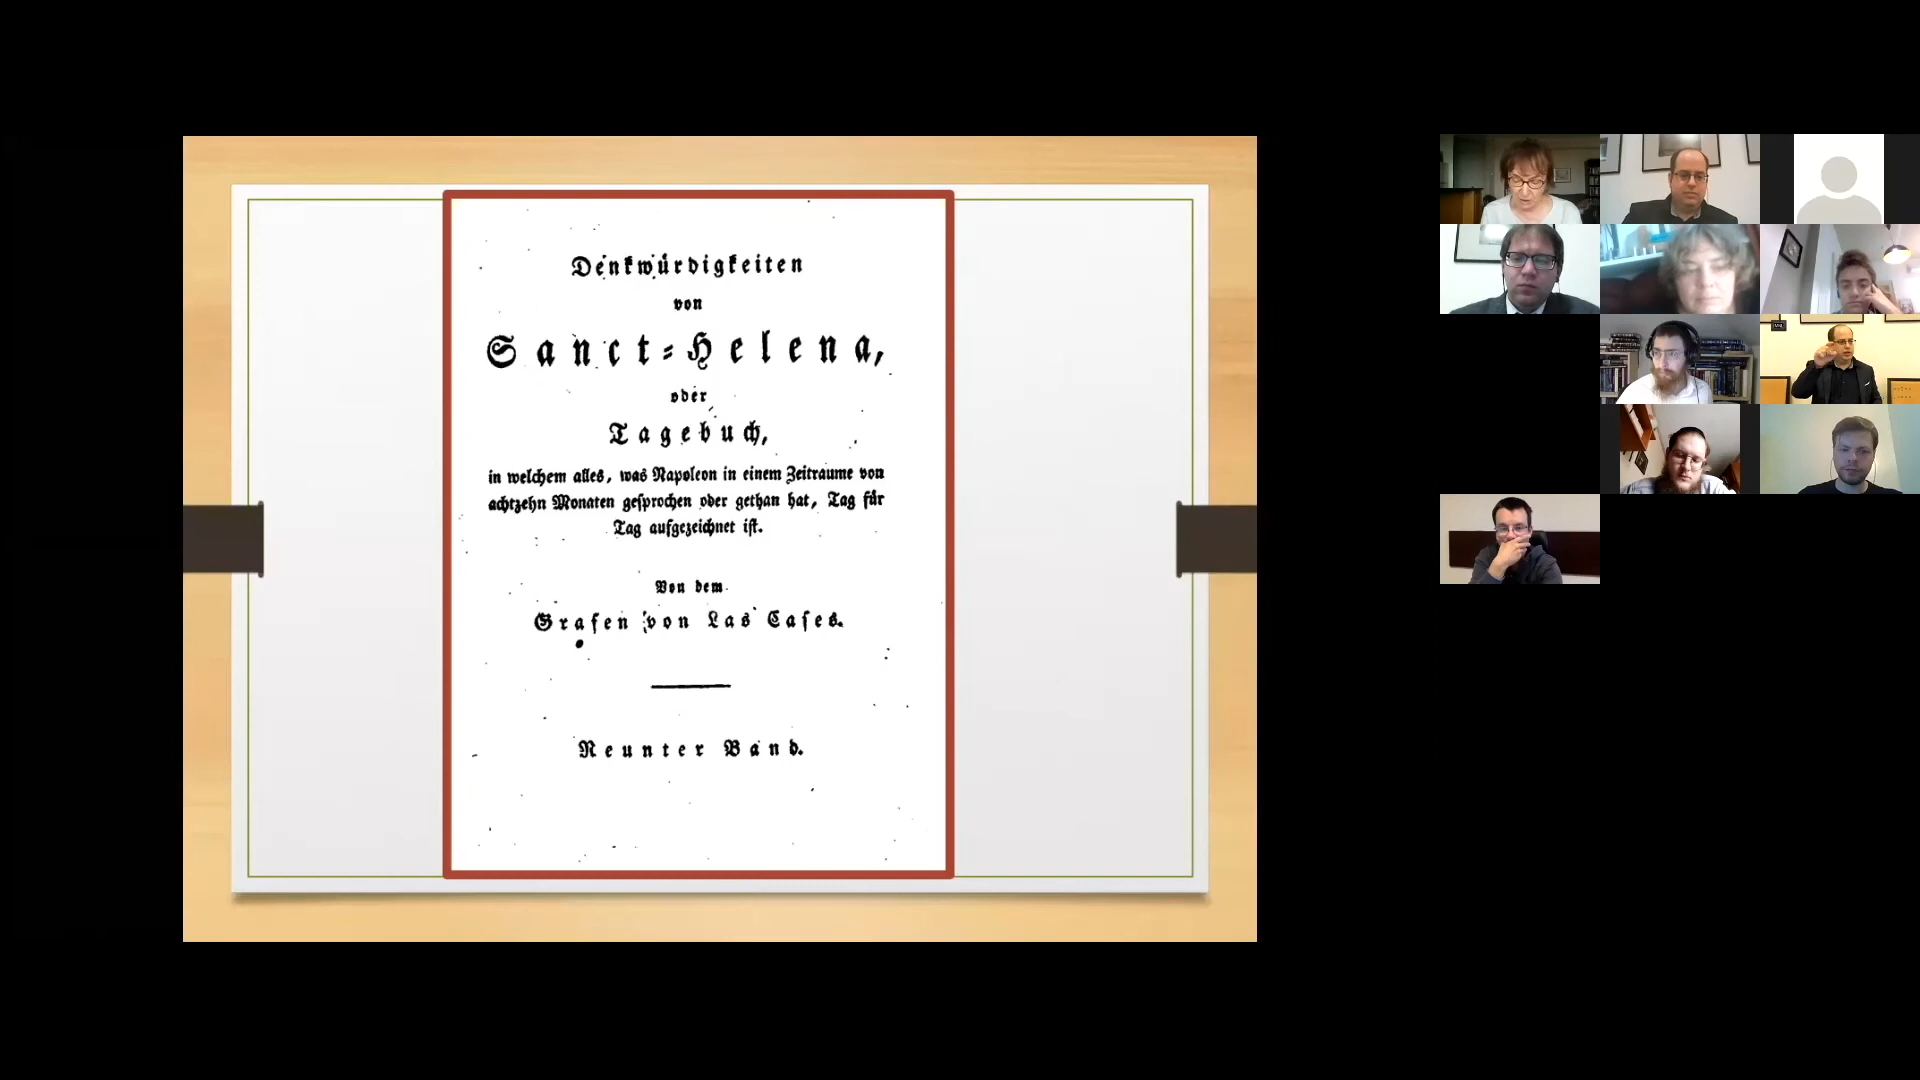 Denkwürdigkeiten
von
Sanct-Helena,
oder
Tagebuch,
in welchem alles, was Napoleon in einem Zeitraume von
achtzehn Monaten gesprochen oder gethan hat, Tag für
Tag aufgezeichnet ist.
Von dem
Grafen von Las Cases.
Neunter Band.